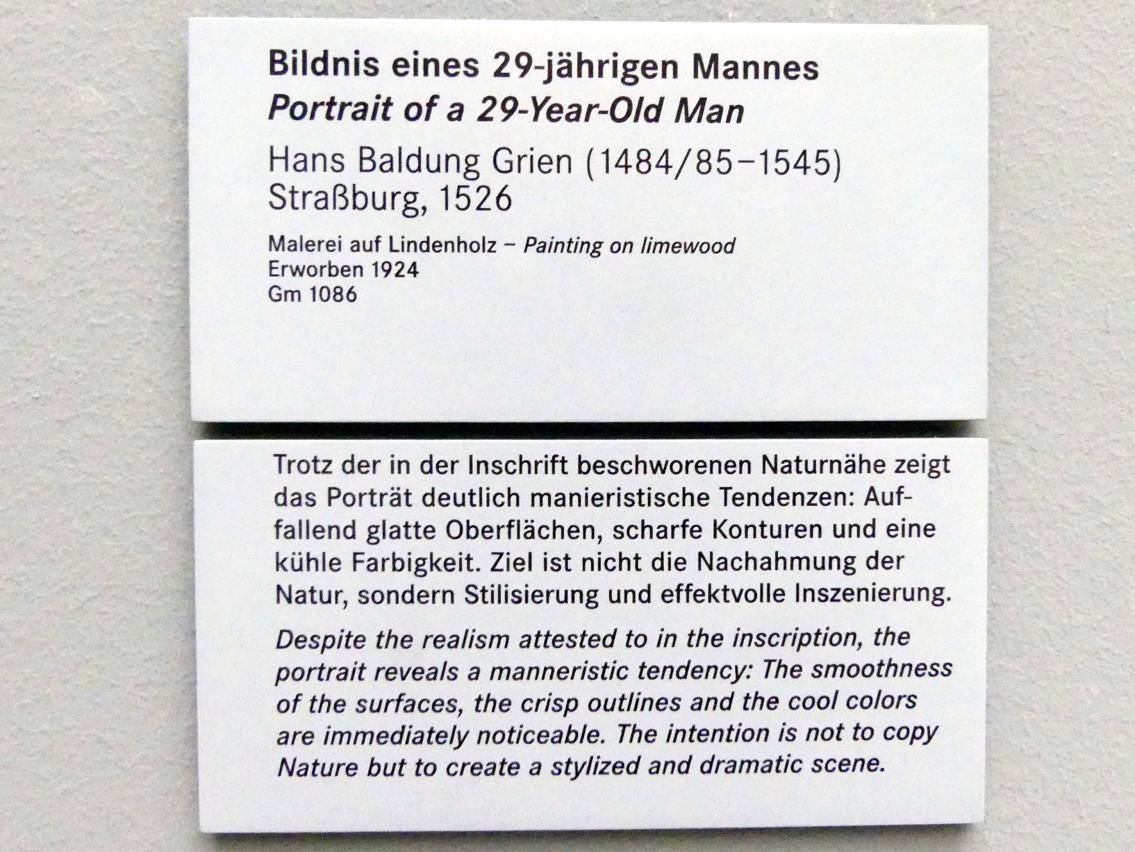 Bildnis eines 29-jährigen Mannes
Portrait of a 29-Year-Old Man
Hans Baldung Grien (1484/85–1545)
Straßburg, 1526
Malerei auf Lindenholz – Painting on limewood
Erworben 1924
Gm 1086
Trotz der in der Inschrift beschworenen Naturnähe zeigt
das Porträt deutlich manieristische Tendenzen: Auf-
fallend glatte Oberflächen, scharfe Konturen und eine
kühle Farbigkeit. Ziel ist nicht die Nachahmung der
Natur, sondern Stilisierung und effektvolle Inszenierung.
Despite the realism attested to in the inscription, the
portrait reveals a manneristic tendency: The smoothness
of the surfaces, the crisp outlines and the cool colors
are immediately noticeable. The intention is not to copy
Nature but to create a stylized and dramatic scene.